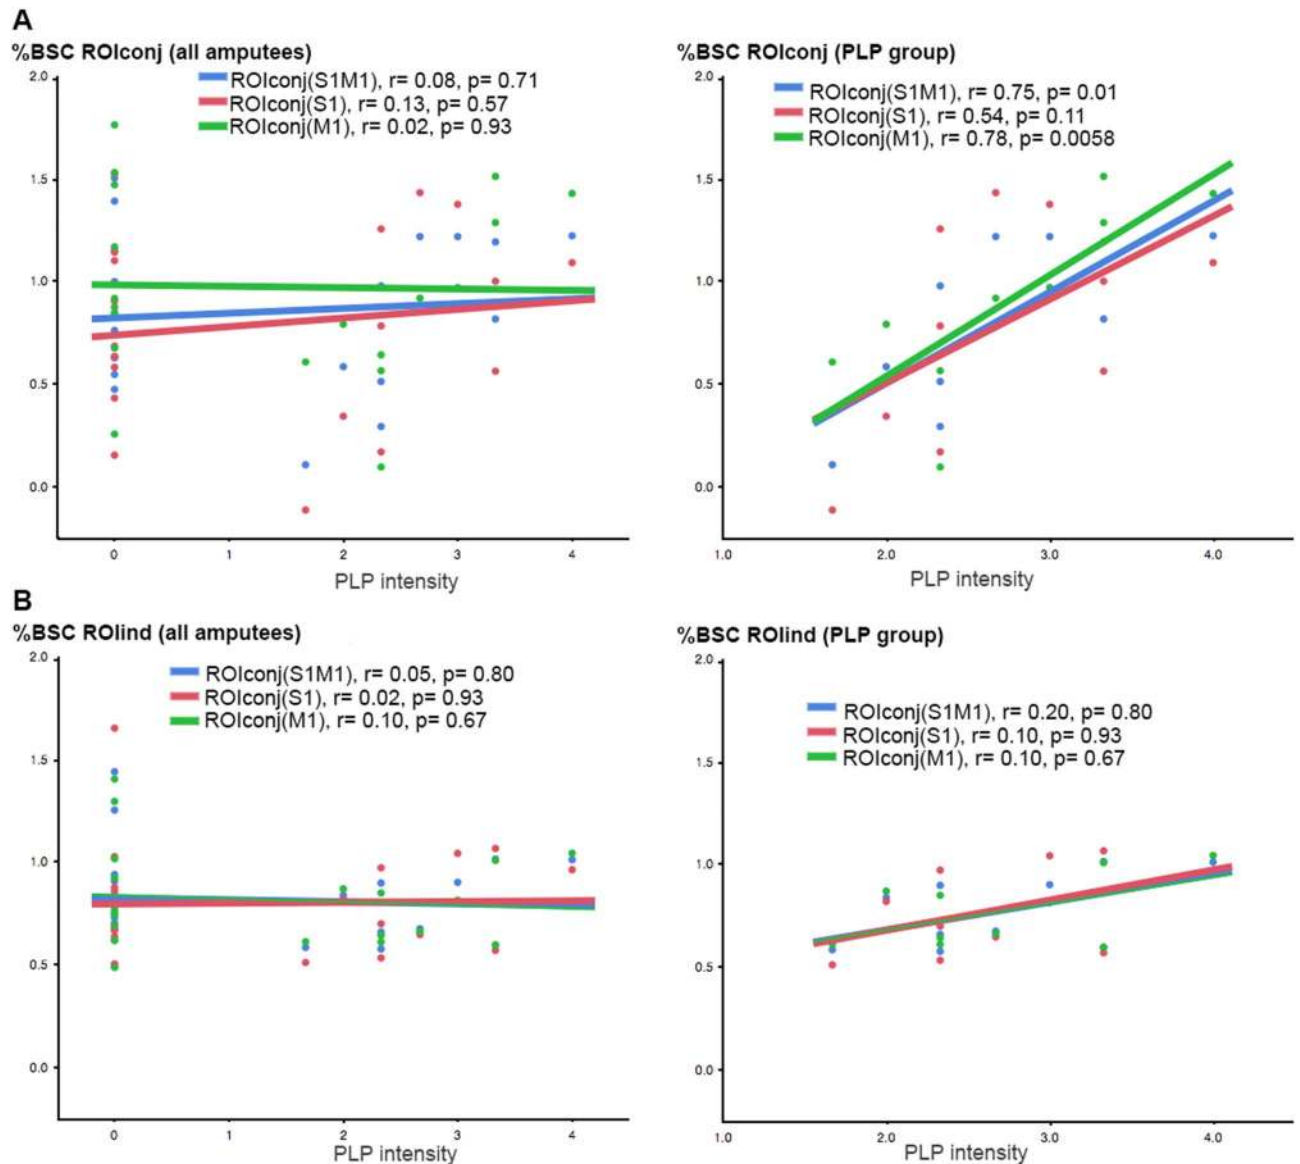 A
%BSC ROIconj (all amputees)
2.0
ROIconj(S1M1), r= 0.08, p= 0.71
ROIconj(S1), r= 0.13, p= 0.57
ROIconj(M1), r= 0.02, p= 0.93
1.5
1.0
0.5
0.0
0 1 2 3 4
PLP intensity
%BSC ROIconj (PLP group)
2.0
ROIconj(S1M1), r= 0.75, p= 0.01
ROIconj(S1), r= 0.54, p= 0.11
ROIconj(M1), r= 0.78, p= 0.0058
1.5
1.0
0.5
0.0
1.0 2.0 3.0 4.0
PLP intensity
B
%BSC ROIind (all amputees)
2.0
ROIconj(S1M1), r= 0.05, p= 0.80
ROIconj(S1), r= 0.02, p= 0.93
ROIconj(M1), r= 0.10, p= 0.67
1.5
1.0
0.5
0.0
0 1 2 3 4
PLP intensity
%BSC ROIind (PLP group)
2.0
ROIconj(S1M1), r= 0.20, p= 0.80
ROIconj(S1), r= 0.10, p= 0.93
ROIconj(M1), r= 0.10, p= 0.67
1.5
1.0
0.5
0.0
1.0 2.0 3.0 4.0
PLP intensity